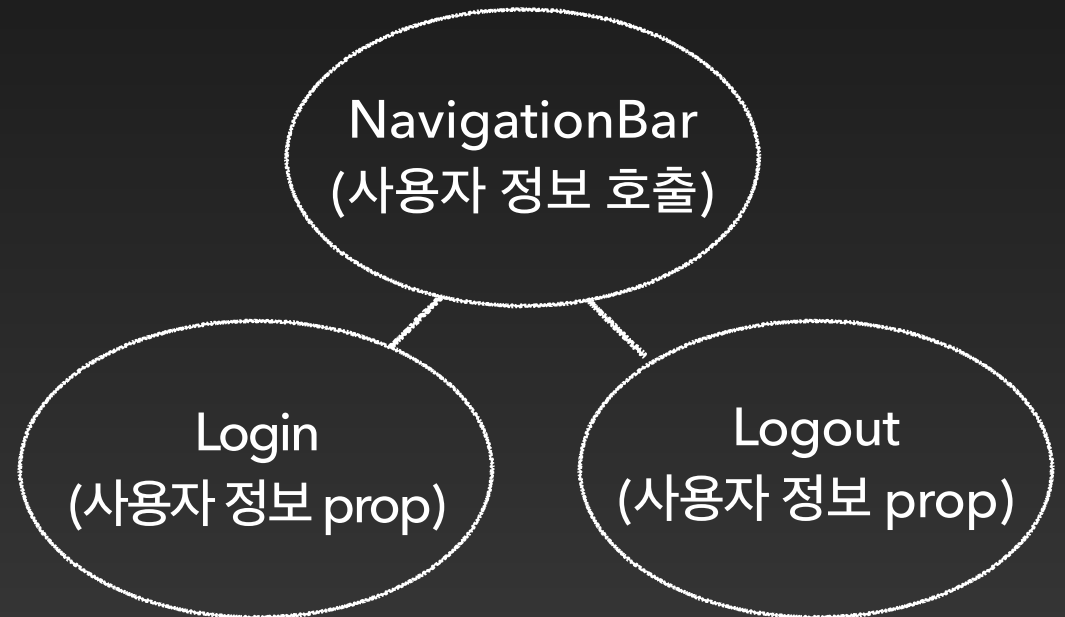 NavigationBar
(사용자 정보 호출)
Login
(사용자 정보 prop)
Logout
(사용자 정보 prop)